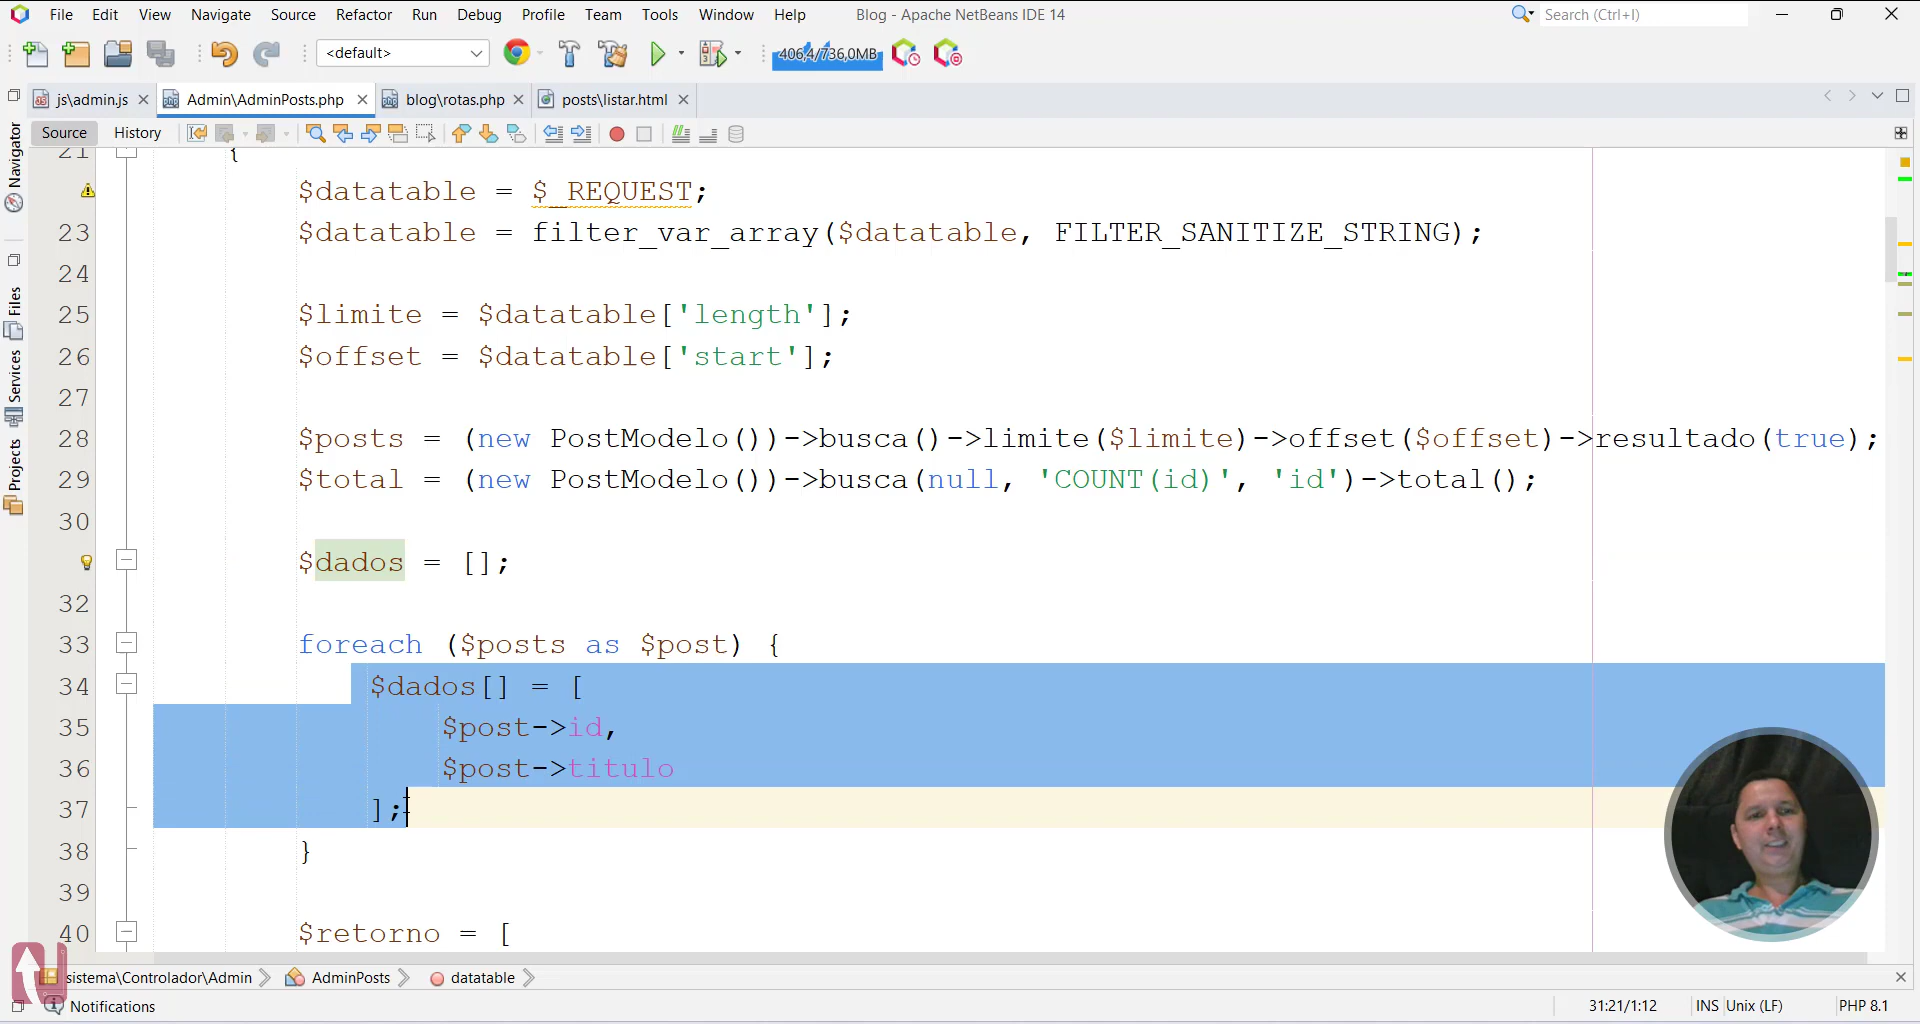 File Edit View Navigate Source Refactor Run Debug Profile Team Tools Window Help Blog - Apache NetBeans IDE 14 Search (Ctrl+I)
<default> 406,4/736,0MB
js\admin.js Admin\AdminPosts.php blog\rotas.php posts\listar.html
Source History
Navigator
Files
Services
Projects
21 {
$datatable = $_REQUEST;
23 $datatable = filter_var_array($datatable, FILTER_SANITIZE_STRING);
24
25 $limite = $datatable['length'];
26 $offset = $datatable['start'];
27
28 $posts = (new PostModelo())->busca()->limite($limite)->offset($offset)->resultado(true);
29 $total = (new PostModelo())->busca(null, 'COUNT(id)', 'id')->total();
30
$dados = [];
32
33 foreach ($posts as $post) {
34 $dados[] = [
35 $post->id,
36 $post->titulo
37 ];
38 }
39
40 $retorno = [
sistema\Controlador\Admin AdminPosts datatable
Notifications 31:21/1:12 INS Unix (LF) PHP 8.1